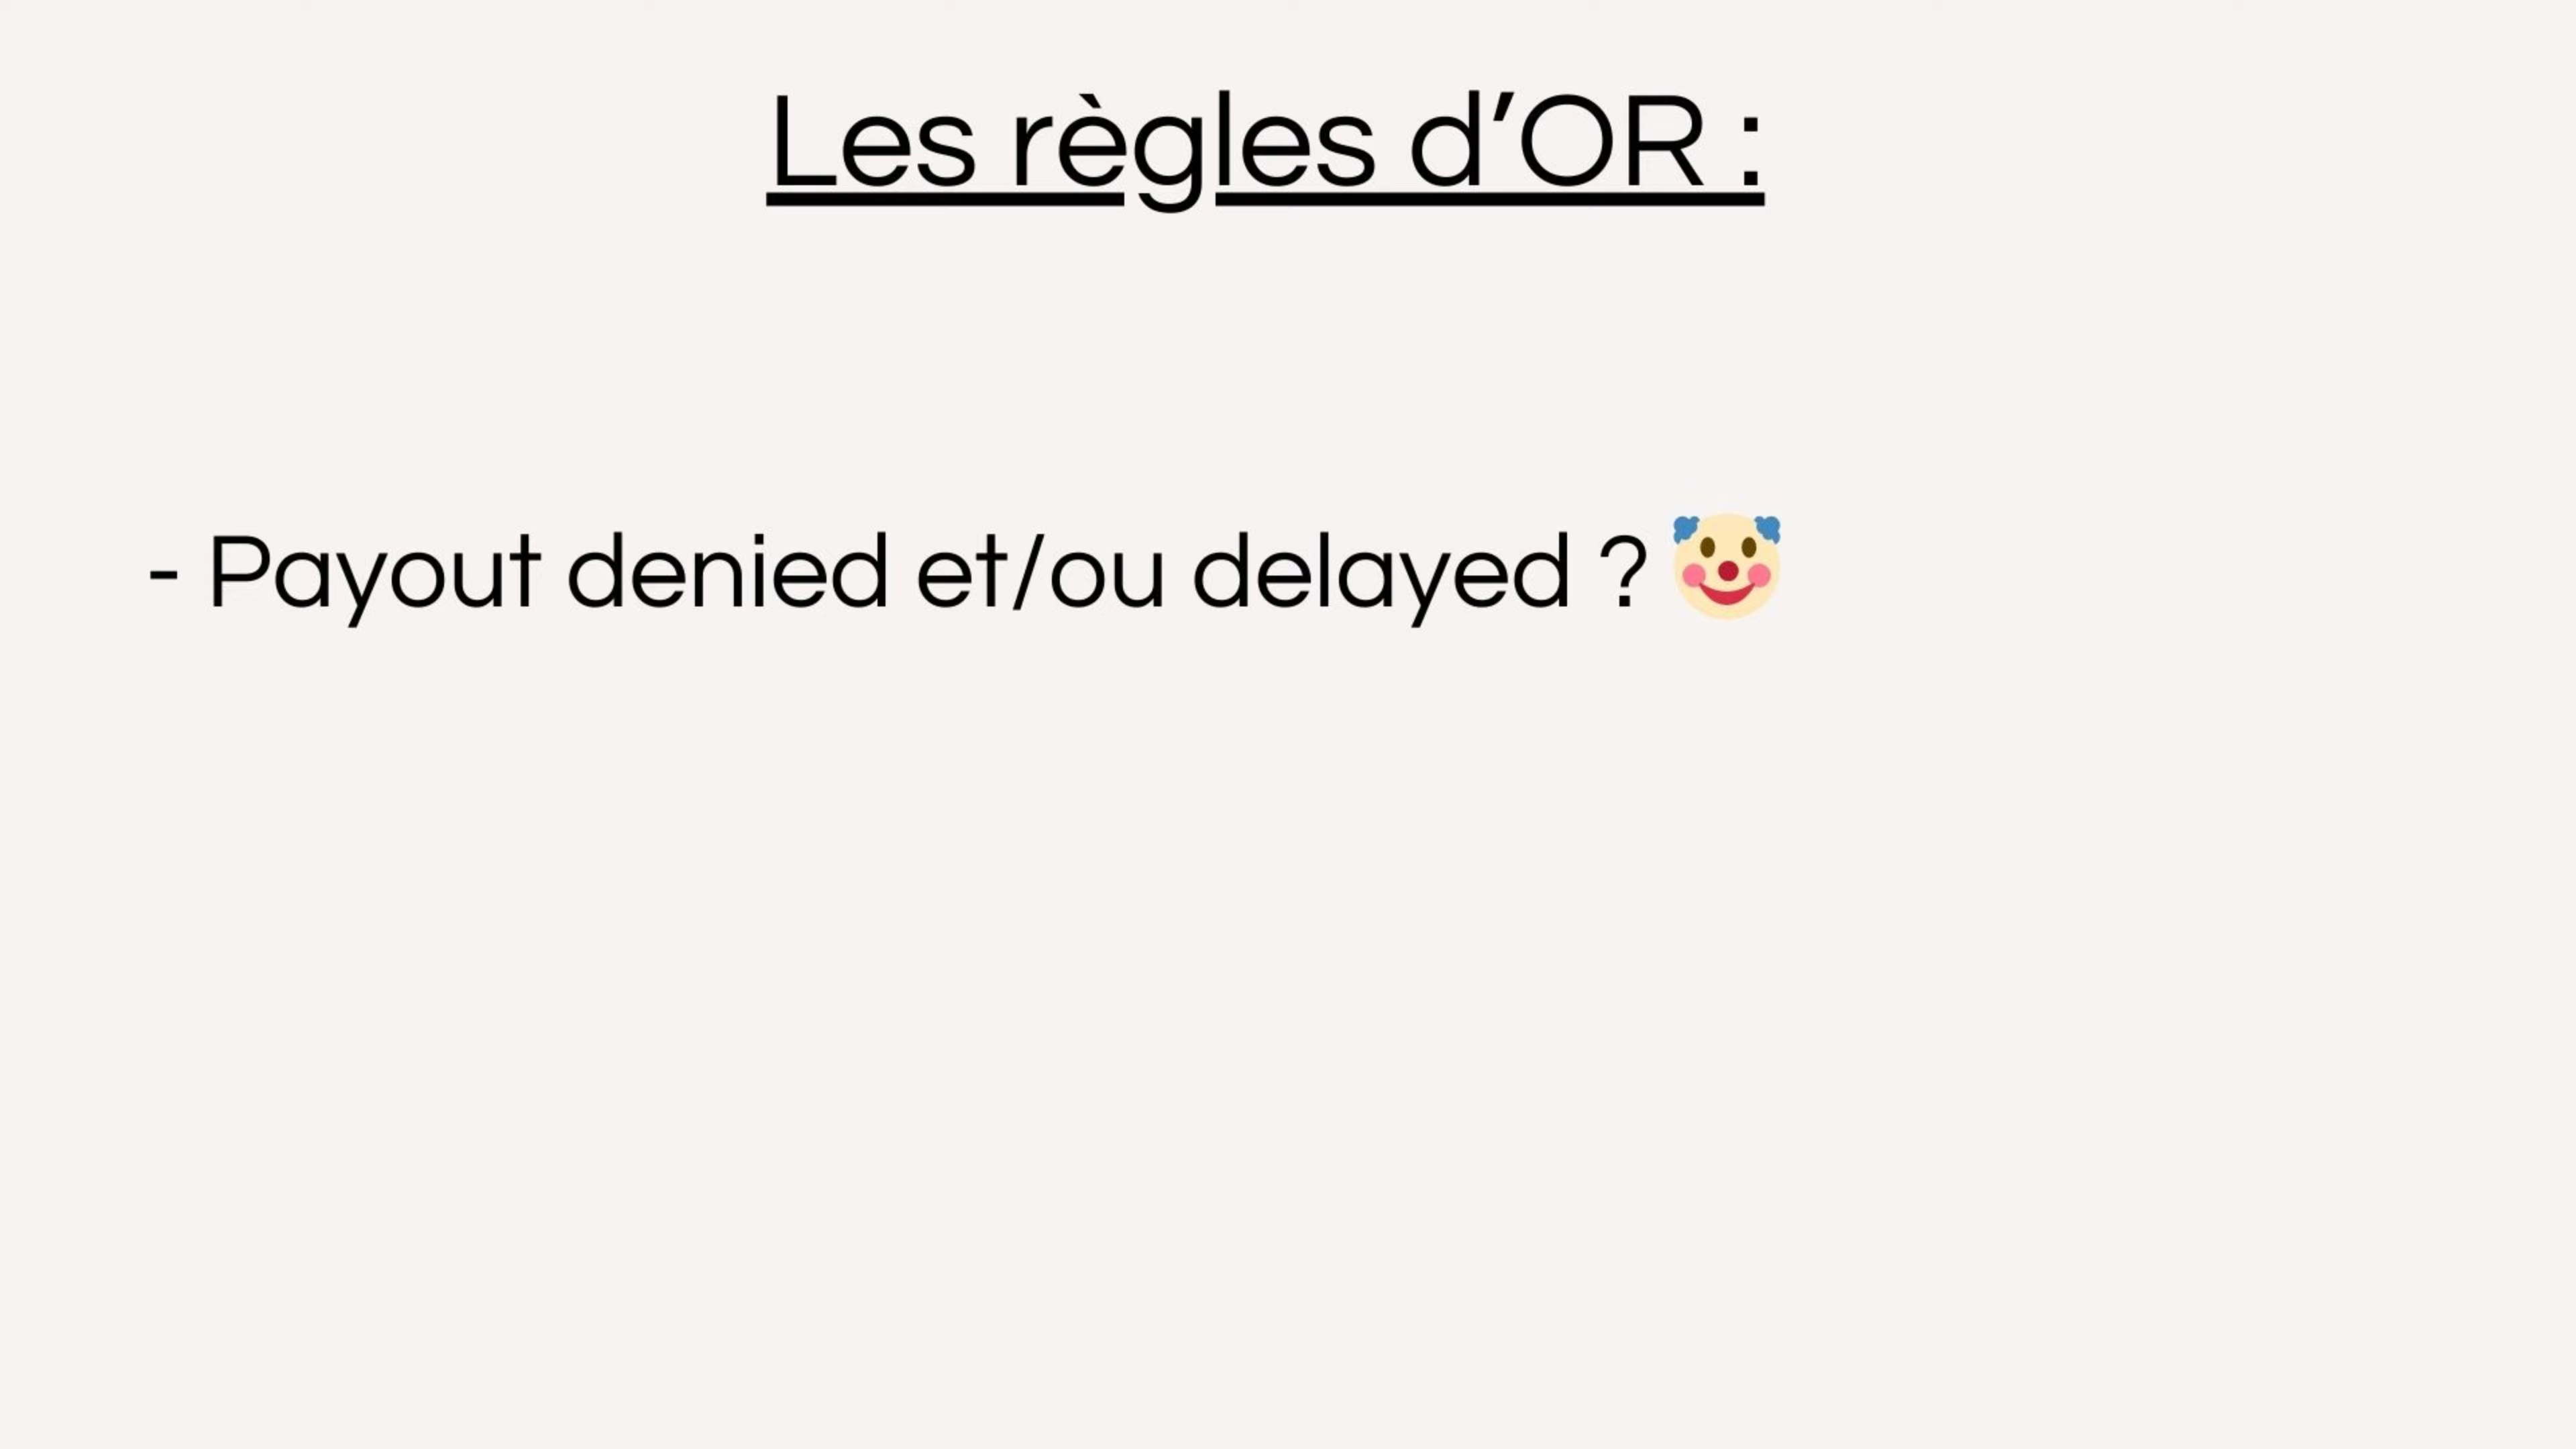 Les règles d’OR :
- Payout denied et/ou delayed ? 🤡